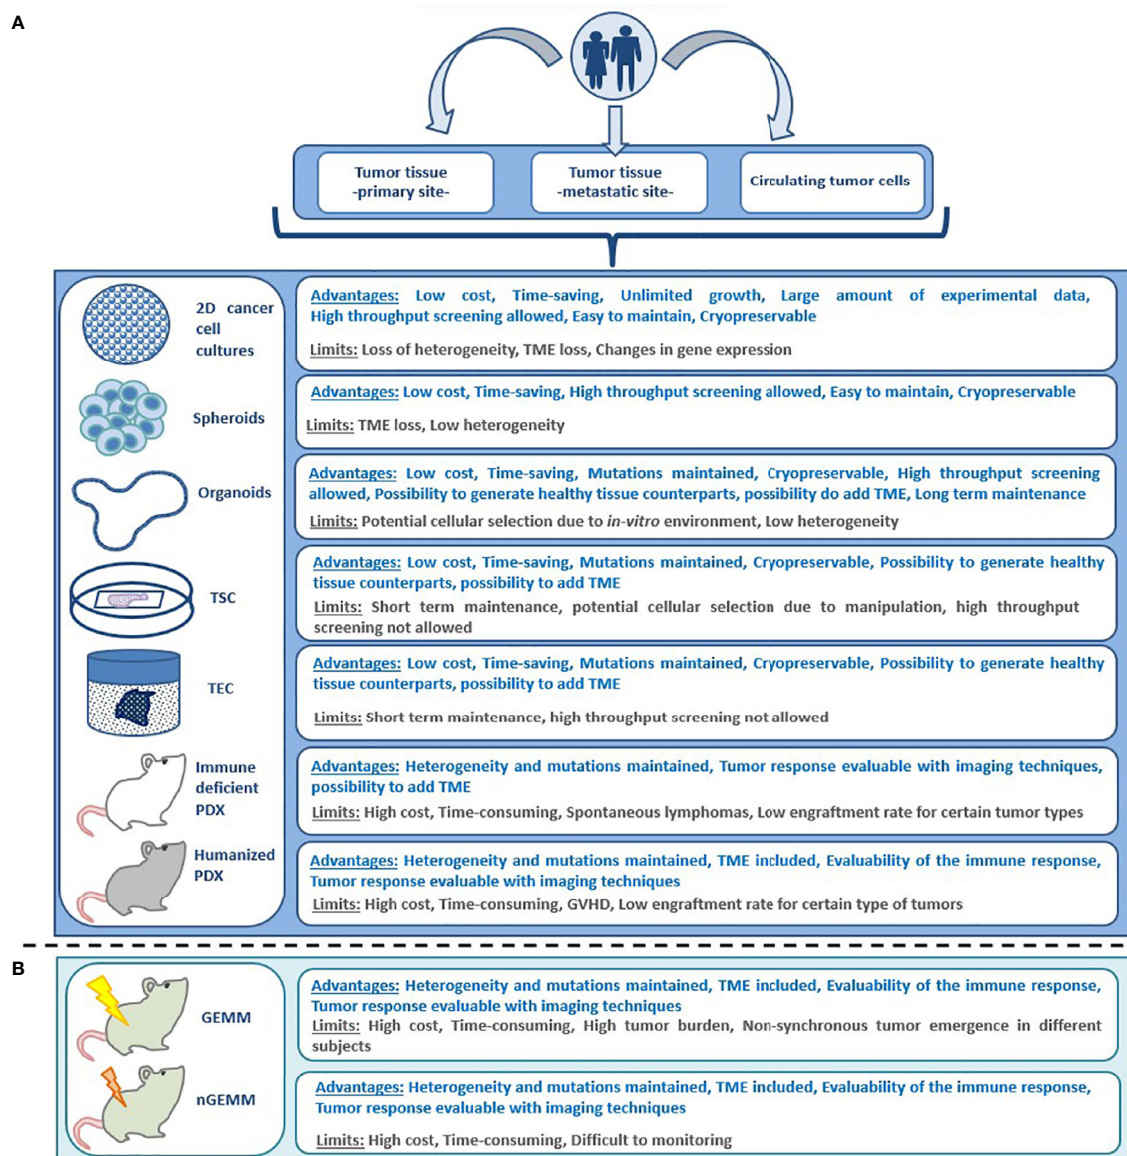 A
Tumor tissue
-primary site-
Tumor tissue
-metastatic site-
Circulating tumor cells
2D cancer
cell
cultures
Advantages: Low cost, Time-saving, Unlimited growth, Large amount of experimental data,
High throughput screening allowed, Easy to maintain, Cryopreservable
Limits: Loss of heterogeneity, TME loss, Changes in gene expression
Spheroids
Advantages: Low cost, Time-saving, High throughput screening allowed, Easy to maintain, Cryopreservable
Limits: TME loss, Low heterogeneity
Organoids
Advantages: Low cost, Time-saving, Mutations maintained, Cryopreservable, High throughput screening
allowed, Possibility to generate healthy tissue counterparts, possibility do add TME, Long term maintenance
Limits: Potential cellular selection due to in-vitro environment, Low heterogeneity
TSC
Advantages: Low cost, Time-saving, Mutations maintained, Cryopreservable, Possibility to generate healthy
tissue counterparts, possibility to add TME
Limits: Short term maintenance, potential cellular selection due to manipulation, high throughput
screening not allowed
TEC
Advantages: Low cost, Time-saving, Mutations maintained, Cryopreservable, Possibility to generate healthy
tissue counterparts, possibility to add TME
Limits: Short term maintenance, high throughput screening not allowed
Immune
deficient
PDX
Advantages: Heterogeneity and mutations maintained, Tumor response evaluable with imaging techniques,
possibility to add TME
Limits: High cost, Time-consuming, Spontaneous lymphomas, Low engraftment rate for certain tumor types
Humanized
PDX
Advantages: Heterogeneity and mutations maintained, TME included, Evaluability of the immune response,
Tumor response evaluable with imaging techniques
Limits: High cost, Time-consuming, GVHD, Low engraftment rate for certain type of tumors
B
GEMM
Advantages: Heterogeneity and mutations maintained, TME included, Evaluability of the immune response,
Tumor response evaluable with imaging techniques
Limits: High cost, Time-consuming, High tumor burden, Non-synchronous tumor emergence in different
subjects
nGEMM
Advantages: Heterogeneity and mutations maintained, TME included, Evaluability of the immune response,
Tumor response evaluable with imaging techniques
Limits: High cost, Time-consuming, Difficult to monitoring